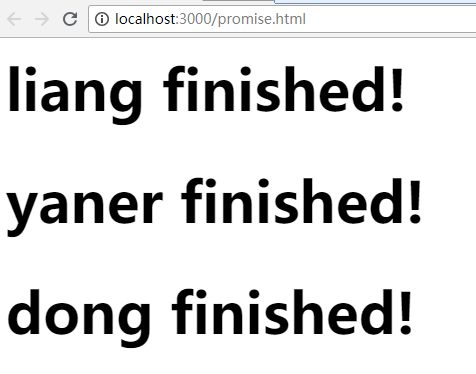 localhost:3000/promise.html
liang finished!
yaner finished!
dong finished!